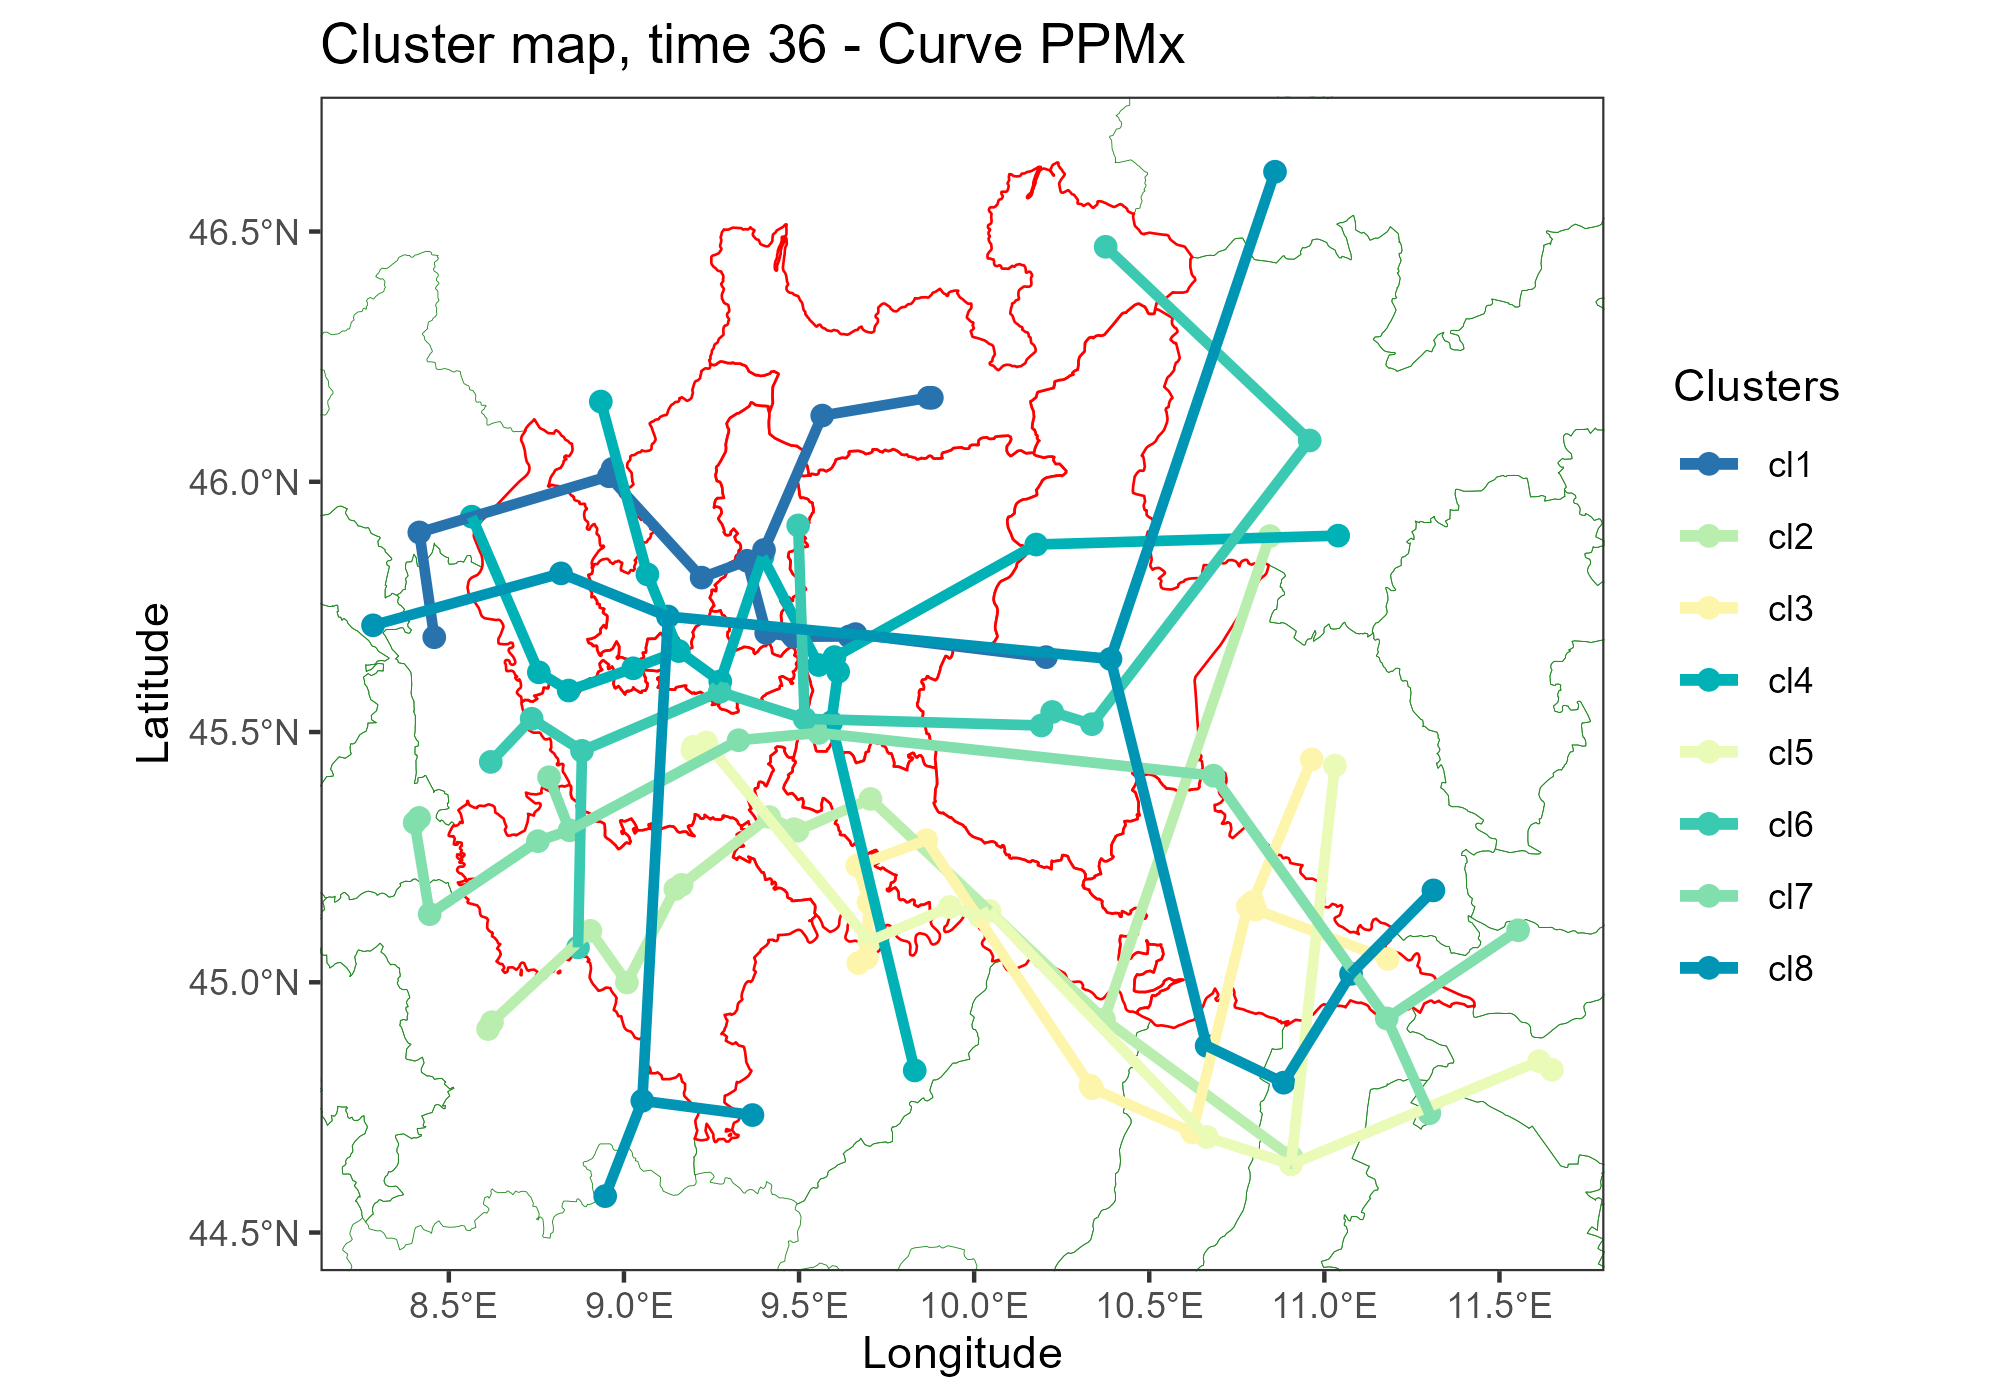 Cluster map, time 36 - Curve PPMx
46.5°N
46.0°N
45.5°N
45.0°N
44.5°N
Latitude
8.5°E 9.0°E 9.5°E 10.0°E 10.5°E 11.0°E 11.5°E
Longitude
Clusters
cl1
cl2
cl3
cl4
cl5
cl6
cl7
cl8